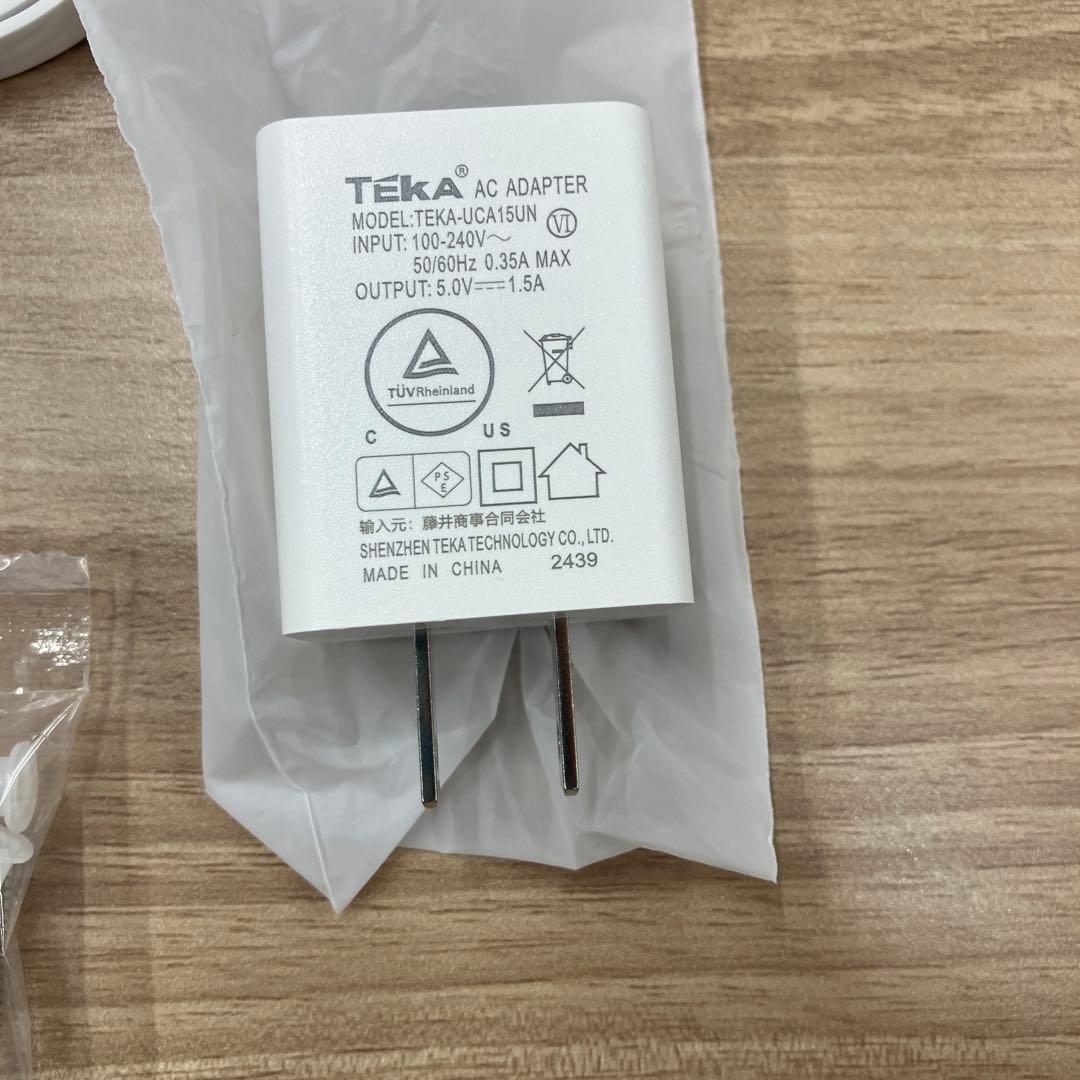 TEKA® AC ADAPTER
MODEL:TEKA-UCA15UN VI
INPUT: 100-240V~
50/60Hz 0.35A MAX
OUTPUT: 5.0V⎓1.5A
TÜVRheinland
C US
PS
E
输入元: 藤井商事合同会社
SHENZHEN TEKA TECHNOLOGY CO., LTD.
MADE IN CHINA 2439